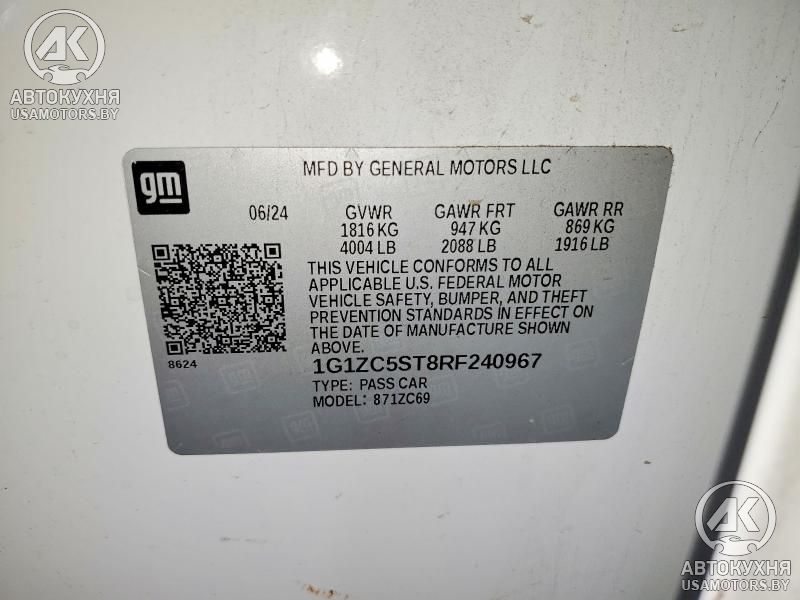 AK
АВТОКУХНЯ
USAMOTORS.BY
gm
MFD BY GENERAL MOTORS LLC
06/24 GVWR GAWR FRT GAWR RR
1816 KG 947 KG 869 KG
4004 LB 2088 LB 1916 LB
THIS VEHICLE CONFORMS TO ALL
APPLICABLE U.S. FEDERAL MOTOR
VEHICLE SAFETY, BUMPER, AND THEFT
PREVENTION STANDARDS IN EFFECT ON
THE DATE OF MANUFACTURE SHOWN
ABOVE.
8624
1G1ZC5ST8RF240967
TYPE: PASS CAR
MODEL: 871ZC69
gm
AK
АВТОКУХНЯ
USAMOTORS.BY